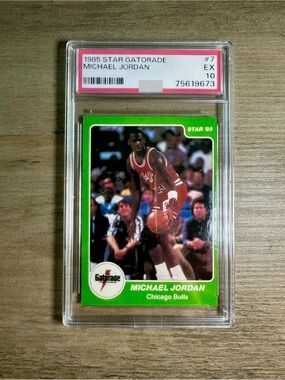 1985 STAR GATORADE #7
MICHAEL JORDAN EX
10
75619673
STAR '85
Gatorade
MICHAEL JORDAN
Chicago Bulls